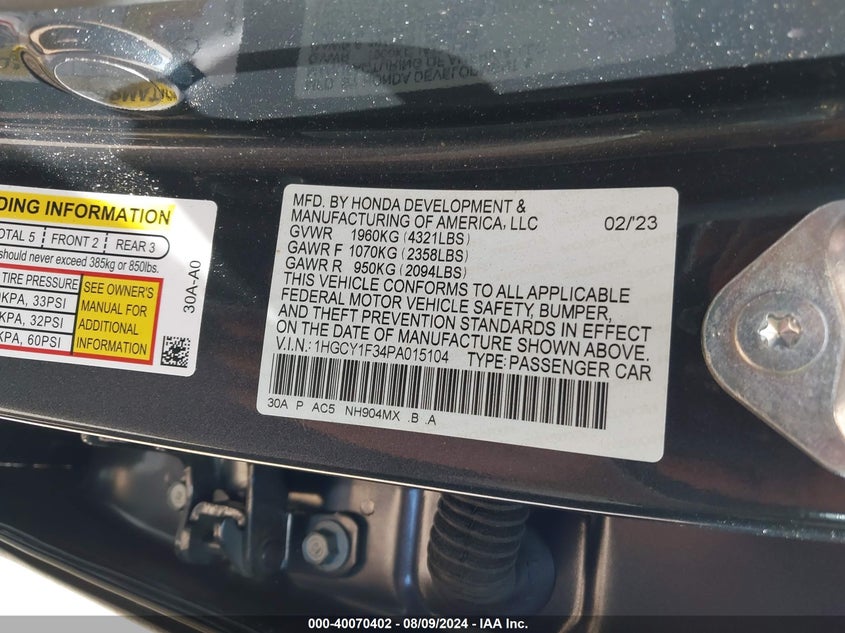 DING INFORMATION
TOTAL 5 FRONT 2 REAR 3
should never exceed 385kg or 850lbs.
TIRE PRESSURE
KPA, 33PSI
KPA, 32PSI
KPA, 60PSI
SEE OWNER'S
MANUAL FOR
ADDITIONAL
INFORMATION
30A-A0
MFD. BY HONDA DEVELOPMENT &
MANUFACTURING OF AMERICA, LLC 02/'23
GVWR 1960KG (4321LBS)
GAWR F 1070KG (2358LBS)
GAWR R 950KG (2094LBS)
THIS VEHICLE CONFORMS TO ALL APPLICABLE
FEDERAL MOTOR VEHICLE SAFETY, BUMPER,
AND THEFT PREVENTION STANDARDS IN EFFECT
ON THE DATE OF MANUFACTURE SHOWN ABOVE.
V.I.N.: 1HGCY1F34PA015104 TYPE: PASSENGER CAR
30A P AC5 NH904MX .B .A
000-40070402 - 08/09/2024 - IAA Inc.